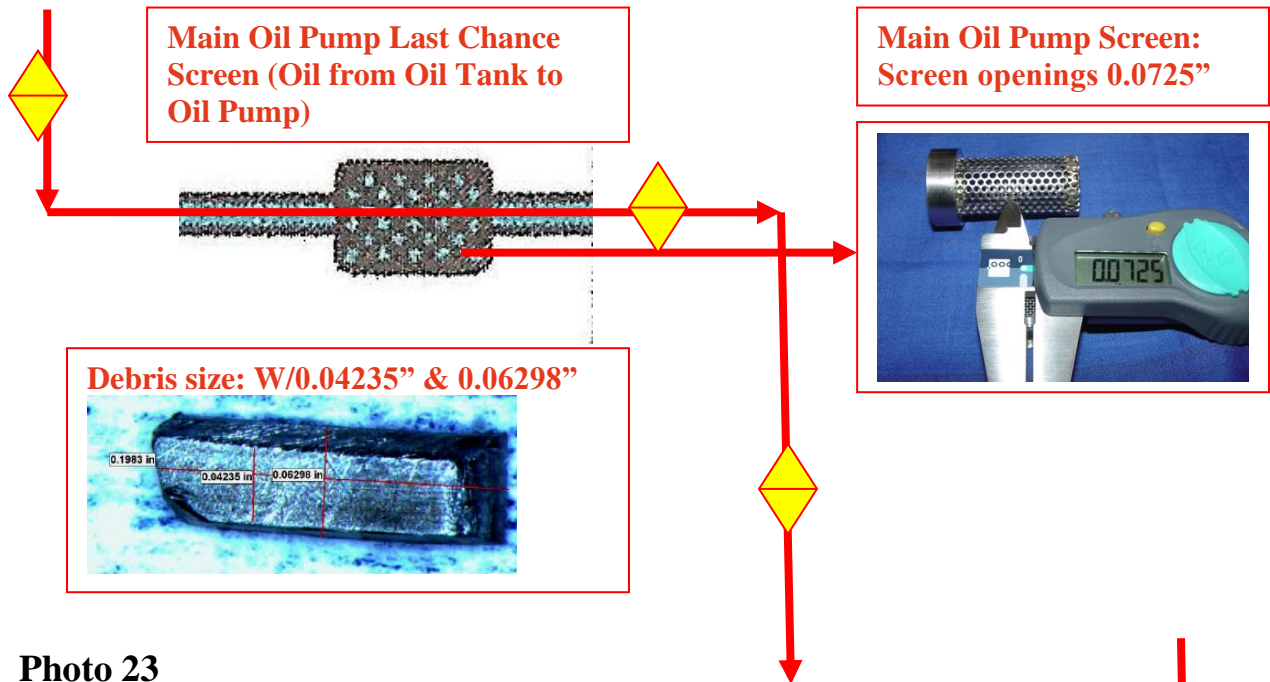 Main Oil Pump Last Chance
Screen (Oil from Oil Tank to
Oil Pump)
Main Oil Pump Screen:
Screen openings 0.0725”
0.0725
Debris size: W/0.04235” & 0.06298”
0.1983 in
0.04235 in
0.06298 in
Photo 23